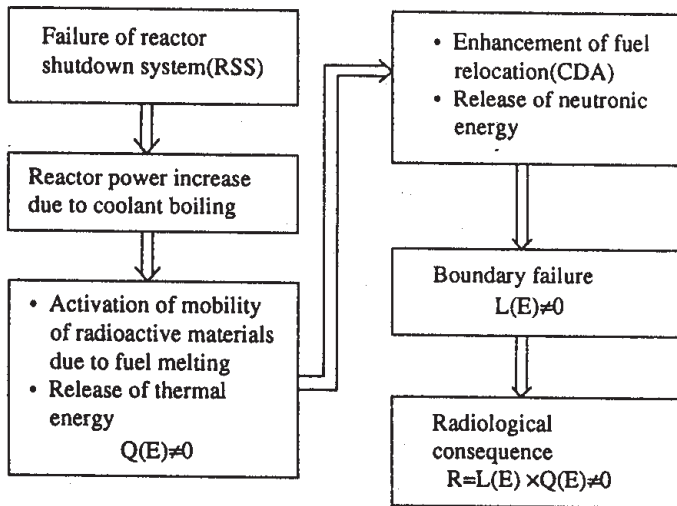 Failure of reactor
shutdown system(RSS)
Reactor power increase
due to coolant boiling
• Activation of mobility
of radioactive materials
due to fuel melting
• Release of thermal
energy
Q(E)≠0
• Enhancement of fuel
relocation(CDA)
• Release of neutronic
energy
Boundary failure
L(E)≠0
Radiological
consequence
R=L(E) ×Q(E)≠0